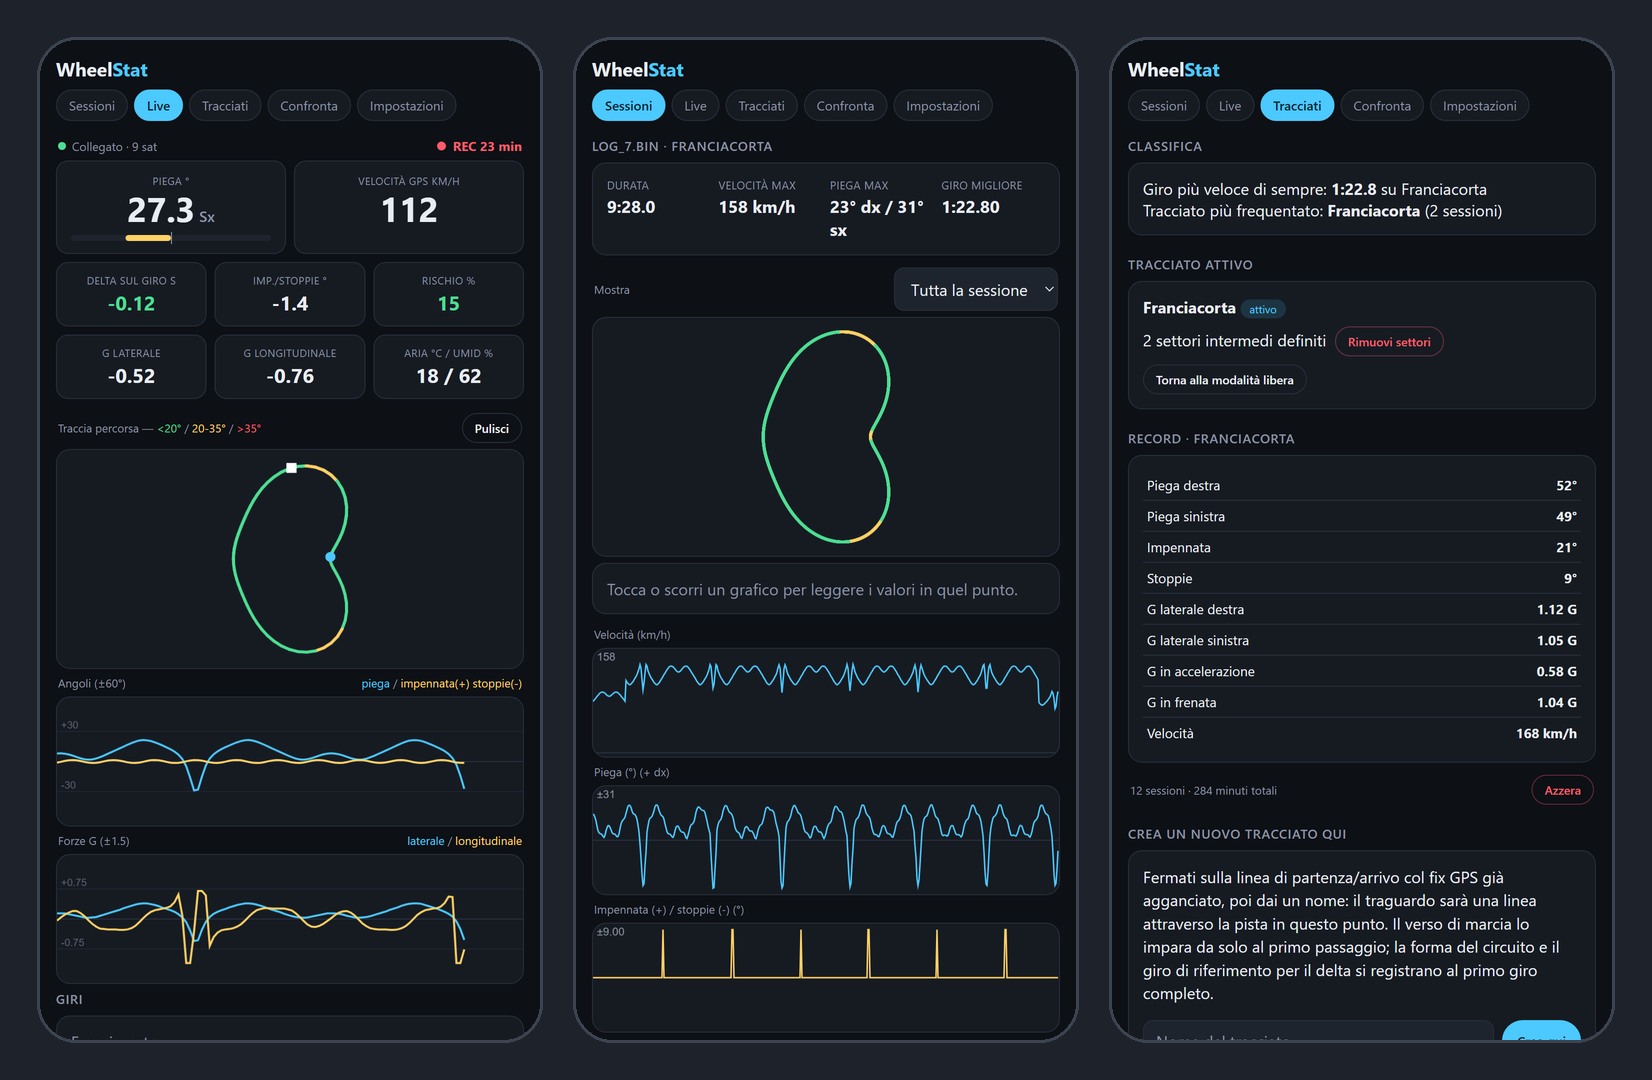 WheelStat
Sessioni
Live
Tracciati
Confronta
Impostazioni
Collegato · 9 sat
REC 23 min
PIEGA °
27.3 Sx
VELOCITÀ GPS KM/H
112
DELTA SUL GIRO S
-0.12
IMP./STOPPIE °
-1.4
RISCHIO %
15
G LATERALE
-0.52
G LONGITUDINALE
-0.76
ARIA °C / UMID %
18 / 62
Traccia percorsa — <20° / 20-35° / >35°
Pulisci
Angoli (±60°)
piega / impennata(+) stoppie(-)
+30
-30
Forze G (±1.5)
laterale / longitudinale
+0.75
-0.75
GIRI
WheelStat
Sessioni
Live
Tracciati
Confronta
Impostazioni
LOG_7.BIN · FRANCIACORTA
DURATA
9:28.0
VELOCITÀ MAX
158 km/h
PIEGA MAX
23° dx / 31°
sx
GIRO MIGLIORE
1:22.80
Mostra
Tutta la sessione
Tocca o scorri un grafico per leggere i valori in quel punto.
Velocità (km/h)
158
Piega (°) (+ dx)
±31
Impennata (+) / stoppie (-) (°)
±9.00
WheelStat
Sessioni
Live
Tracciati
Confronta
Impostazioni
CLASSIFICA
Giro più veloce di sempre: 1:22.8 su Franciacorta
Tracciato più frequentato: Franciacorta (2 sessioni)
TRACCIATO ATTIVO
Franciacorta attivo
2 settori intermedi definiti
Rimuovi settori
Torna alla modalità libera
RECORD · FRANCIACORTA
Piega destra 52°
Piega sinistra 49°
Impennata 21°
Stoppie 9°
G laterale destra 1.12 G
G laterale sinistra 1.05 G
G in accelerazione 0.58 G
G in frenata 1.04 G
Velocità 168 km/h
12 sessioni · 284 minuti totali
Azzera
CREA UN NUOVO TRACCIATO QUI
Fermati sulla linea di partenza/arrivo col fix GPS già
agganciato, poi dai un nome: il traguardo sarà una linea
attraverso la pista in questo punto. Il verso di marcia lo
impara da solo al primo passaggio; la forma del circuito e il
giro di riferimento per il delta si registrano al primo giro
completo.